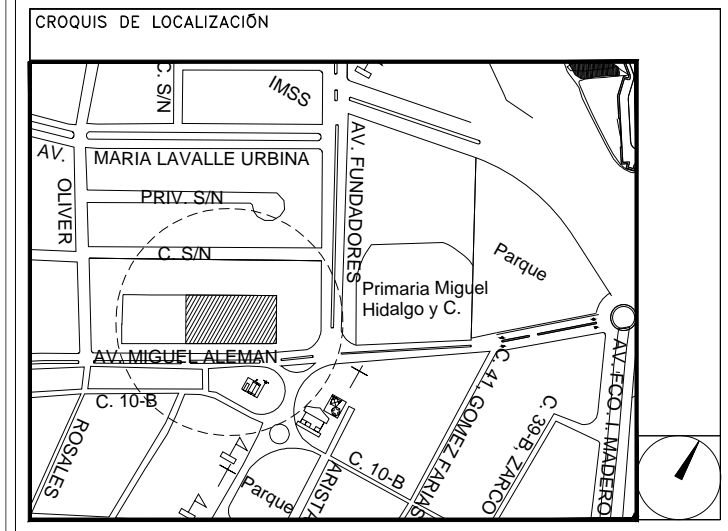 CROQUIS DE LOCALIZACIÓN
C. S/N
IMSS
AV.
MARIA LAVALLE URBINA
OLIVER
PRIV. S/N
AV. FUNDADORES
C. S/N
Parque
Primaria Miguel
Hidalgo y C.
AV. MIGUEL ALEMAN
C. 10-B
ROSALES
Parque
ARISTA
C. 10-B
C. 41, GOMEZ FARIAS
C. 39-B, ZARCO
AV. FCO. I. MADERO